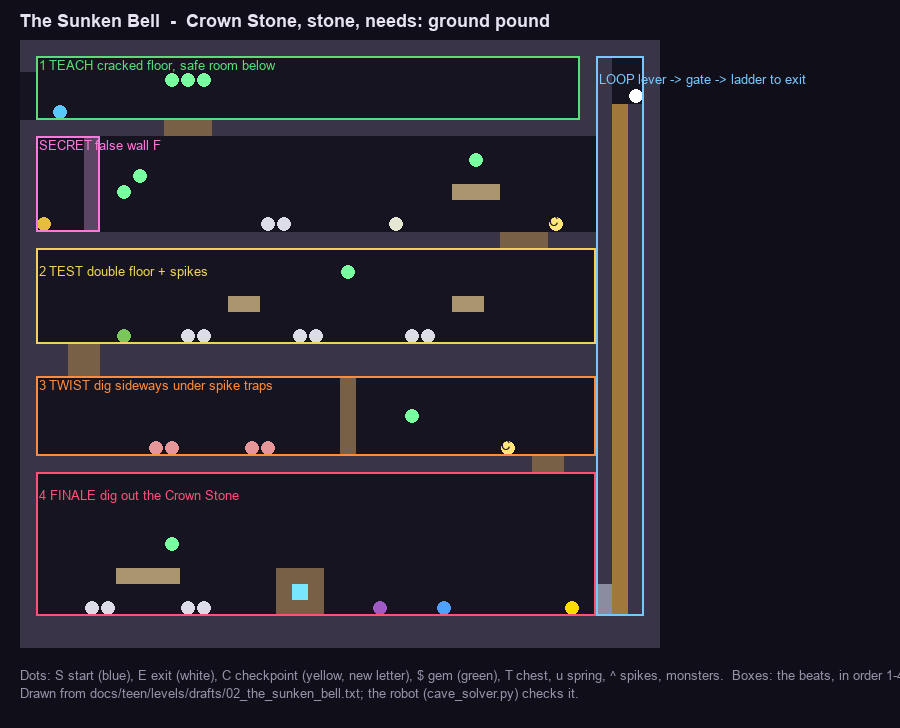 The Sunken Bell - Crown Stone, stone, needs: ground pound
1 TEACH cracked floor, safe room below
LOOP lever -> gate -> ladder to exit
SECRET false wall F
2 TEST double floor + spikes
3 TWIST dig sideways under spike traps
4 FINALE dig out the Crown Stone
Dots: S start (blue), E exit (white), C checkpoint (yellow, new letter), $ gem (green), T chest, u spring, ^ spikes, monsters. Boxes: the beats, in order 1-4
Drawn from docs/teen/levels/drafts/02_the_sunken_bell.txt; the robot (cave_solver.py) checks it.